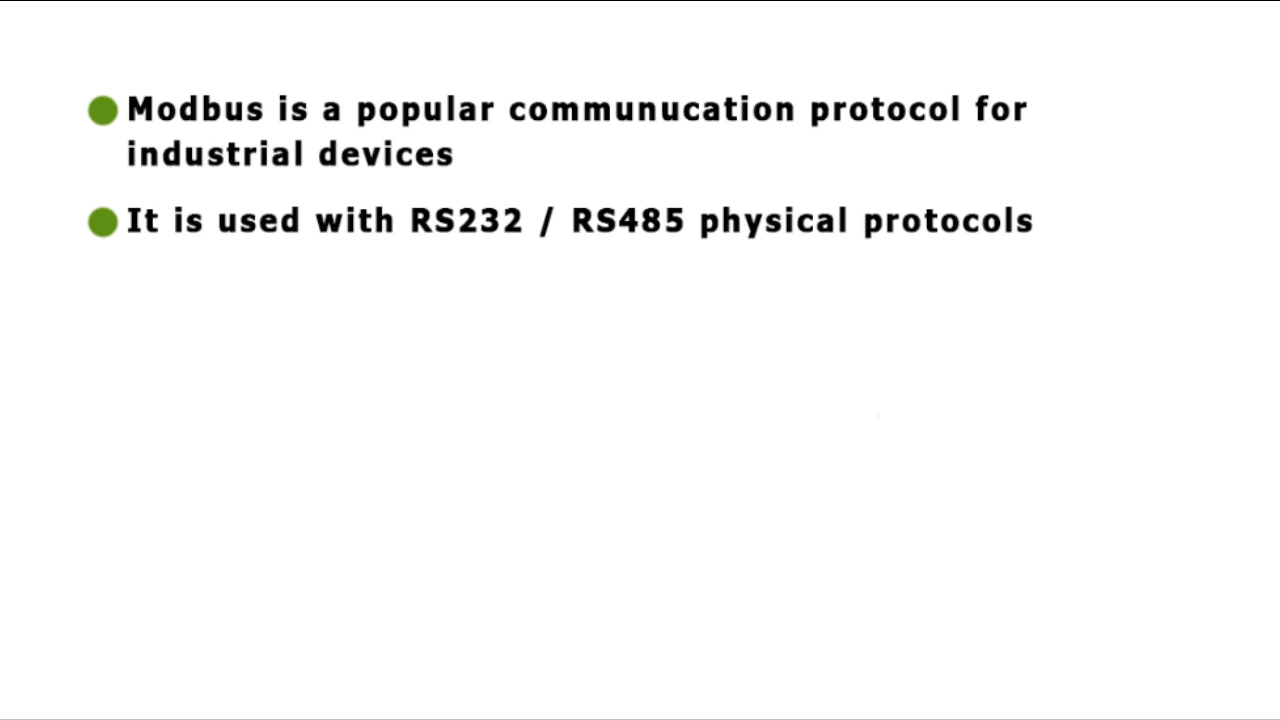 Modbus is a popular communucation protocol for
industrial devices
It is used with RS232 / RS485 physical protocols